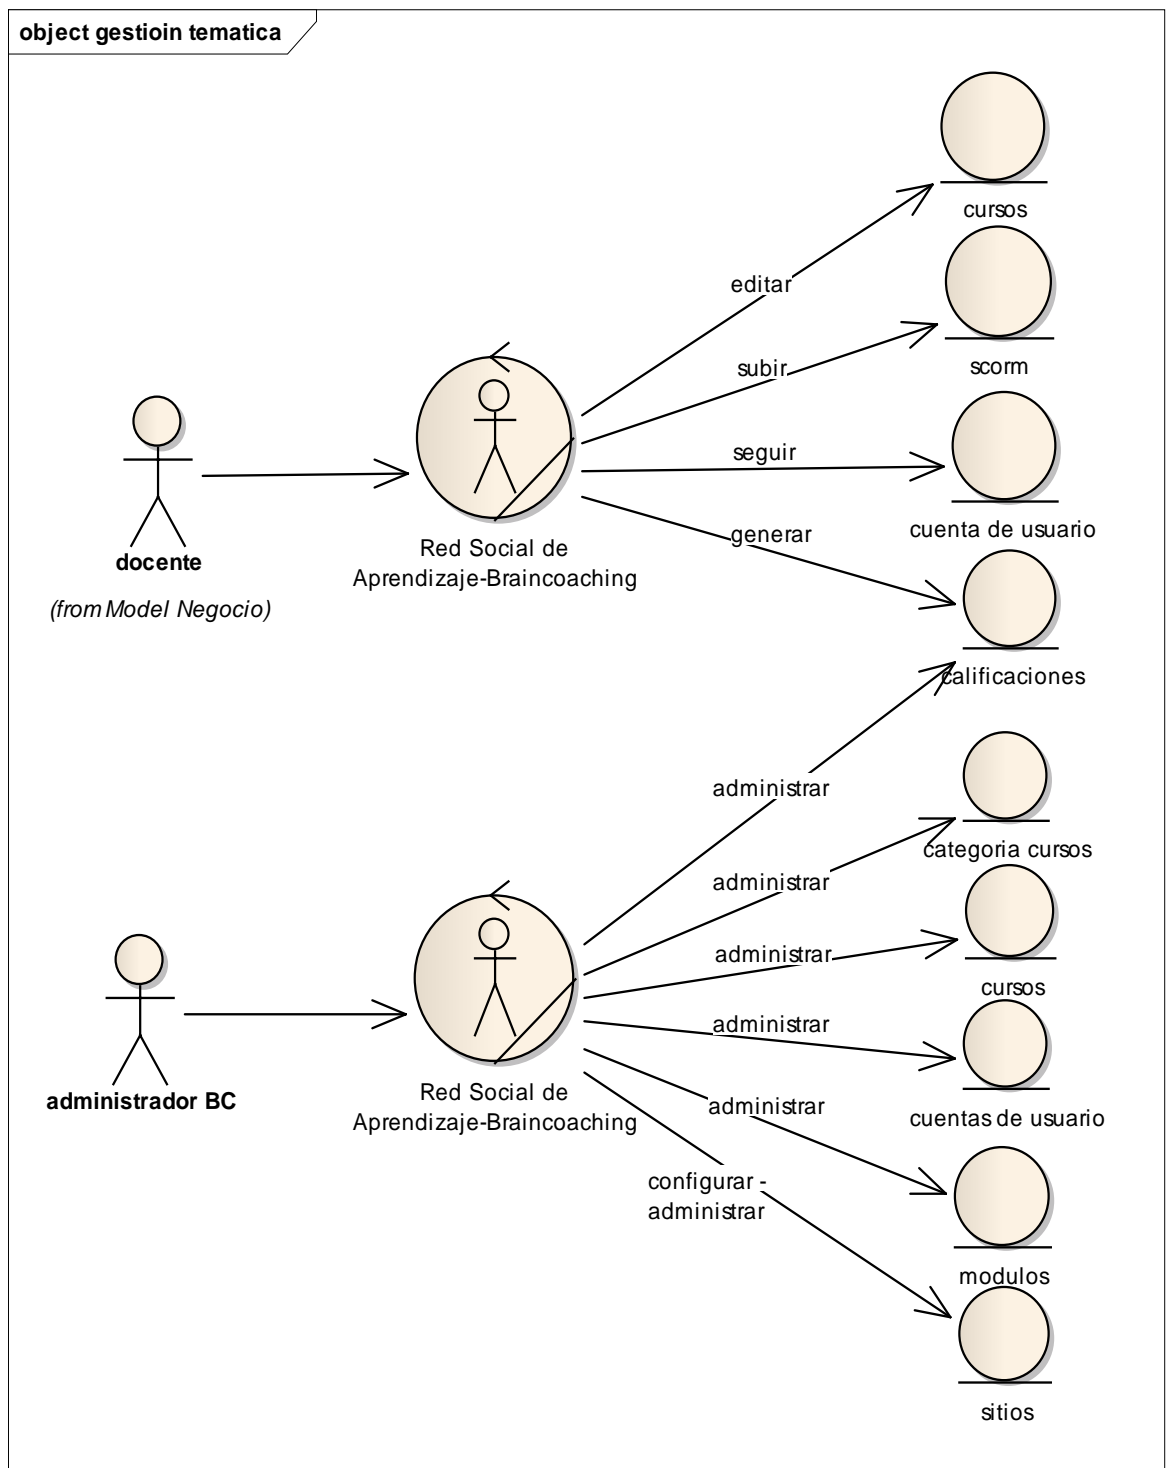 object gestioin tematica
cursos
editar
scorm
subir
seguir
cuenta de usuario
generar
Red Social de
Aprendizaje-Braincoaching
docente
(from Model Negocio)
calificaciones
administrar
categoria cursos
administrar
administrar
cursos
administrar
cuentas de usuario
administrador BC
Red Social de
Aprendizaje-Braincoaching
administrar
configurar -
administrar
modulos
sitios